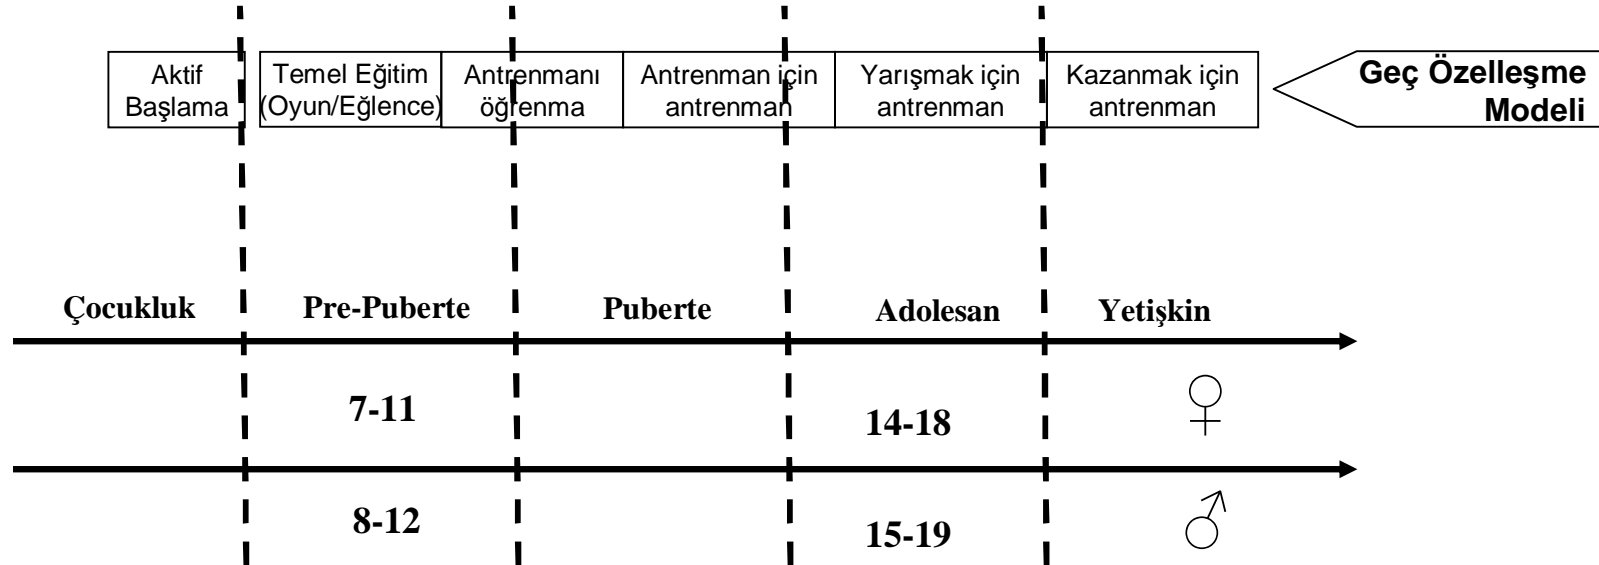 Aktif
Başlama
Temel Eğitim
(Oyun/Eğlence)
Antrenmanı
öğrenma
Antrenman için
antrenman
Yarışmak için
antrenman
Kazanmak için
antrenman
Geç Özelleşme
Modeli
Çocukluk
Pre-Puberte
Puberte
Adolesan
Yetişkin
7-11
14-18
♀
8-12
15-19
♂